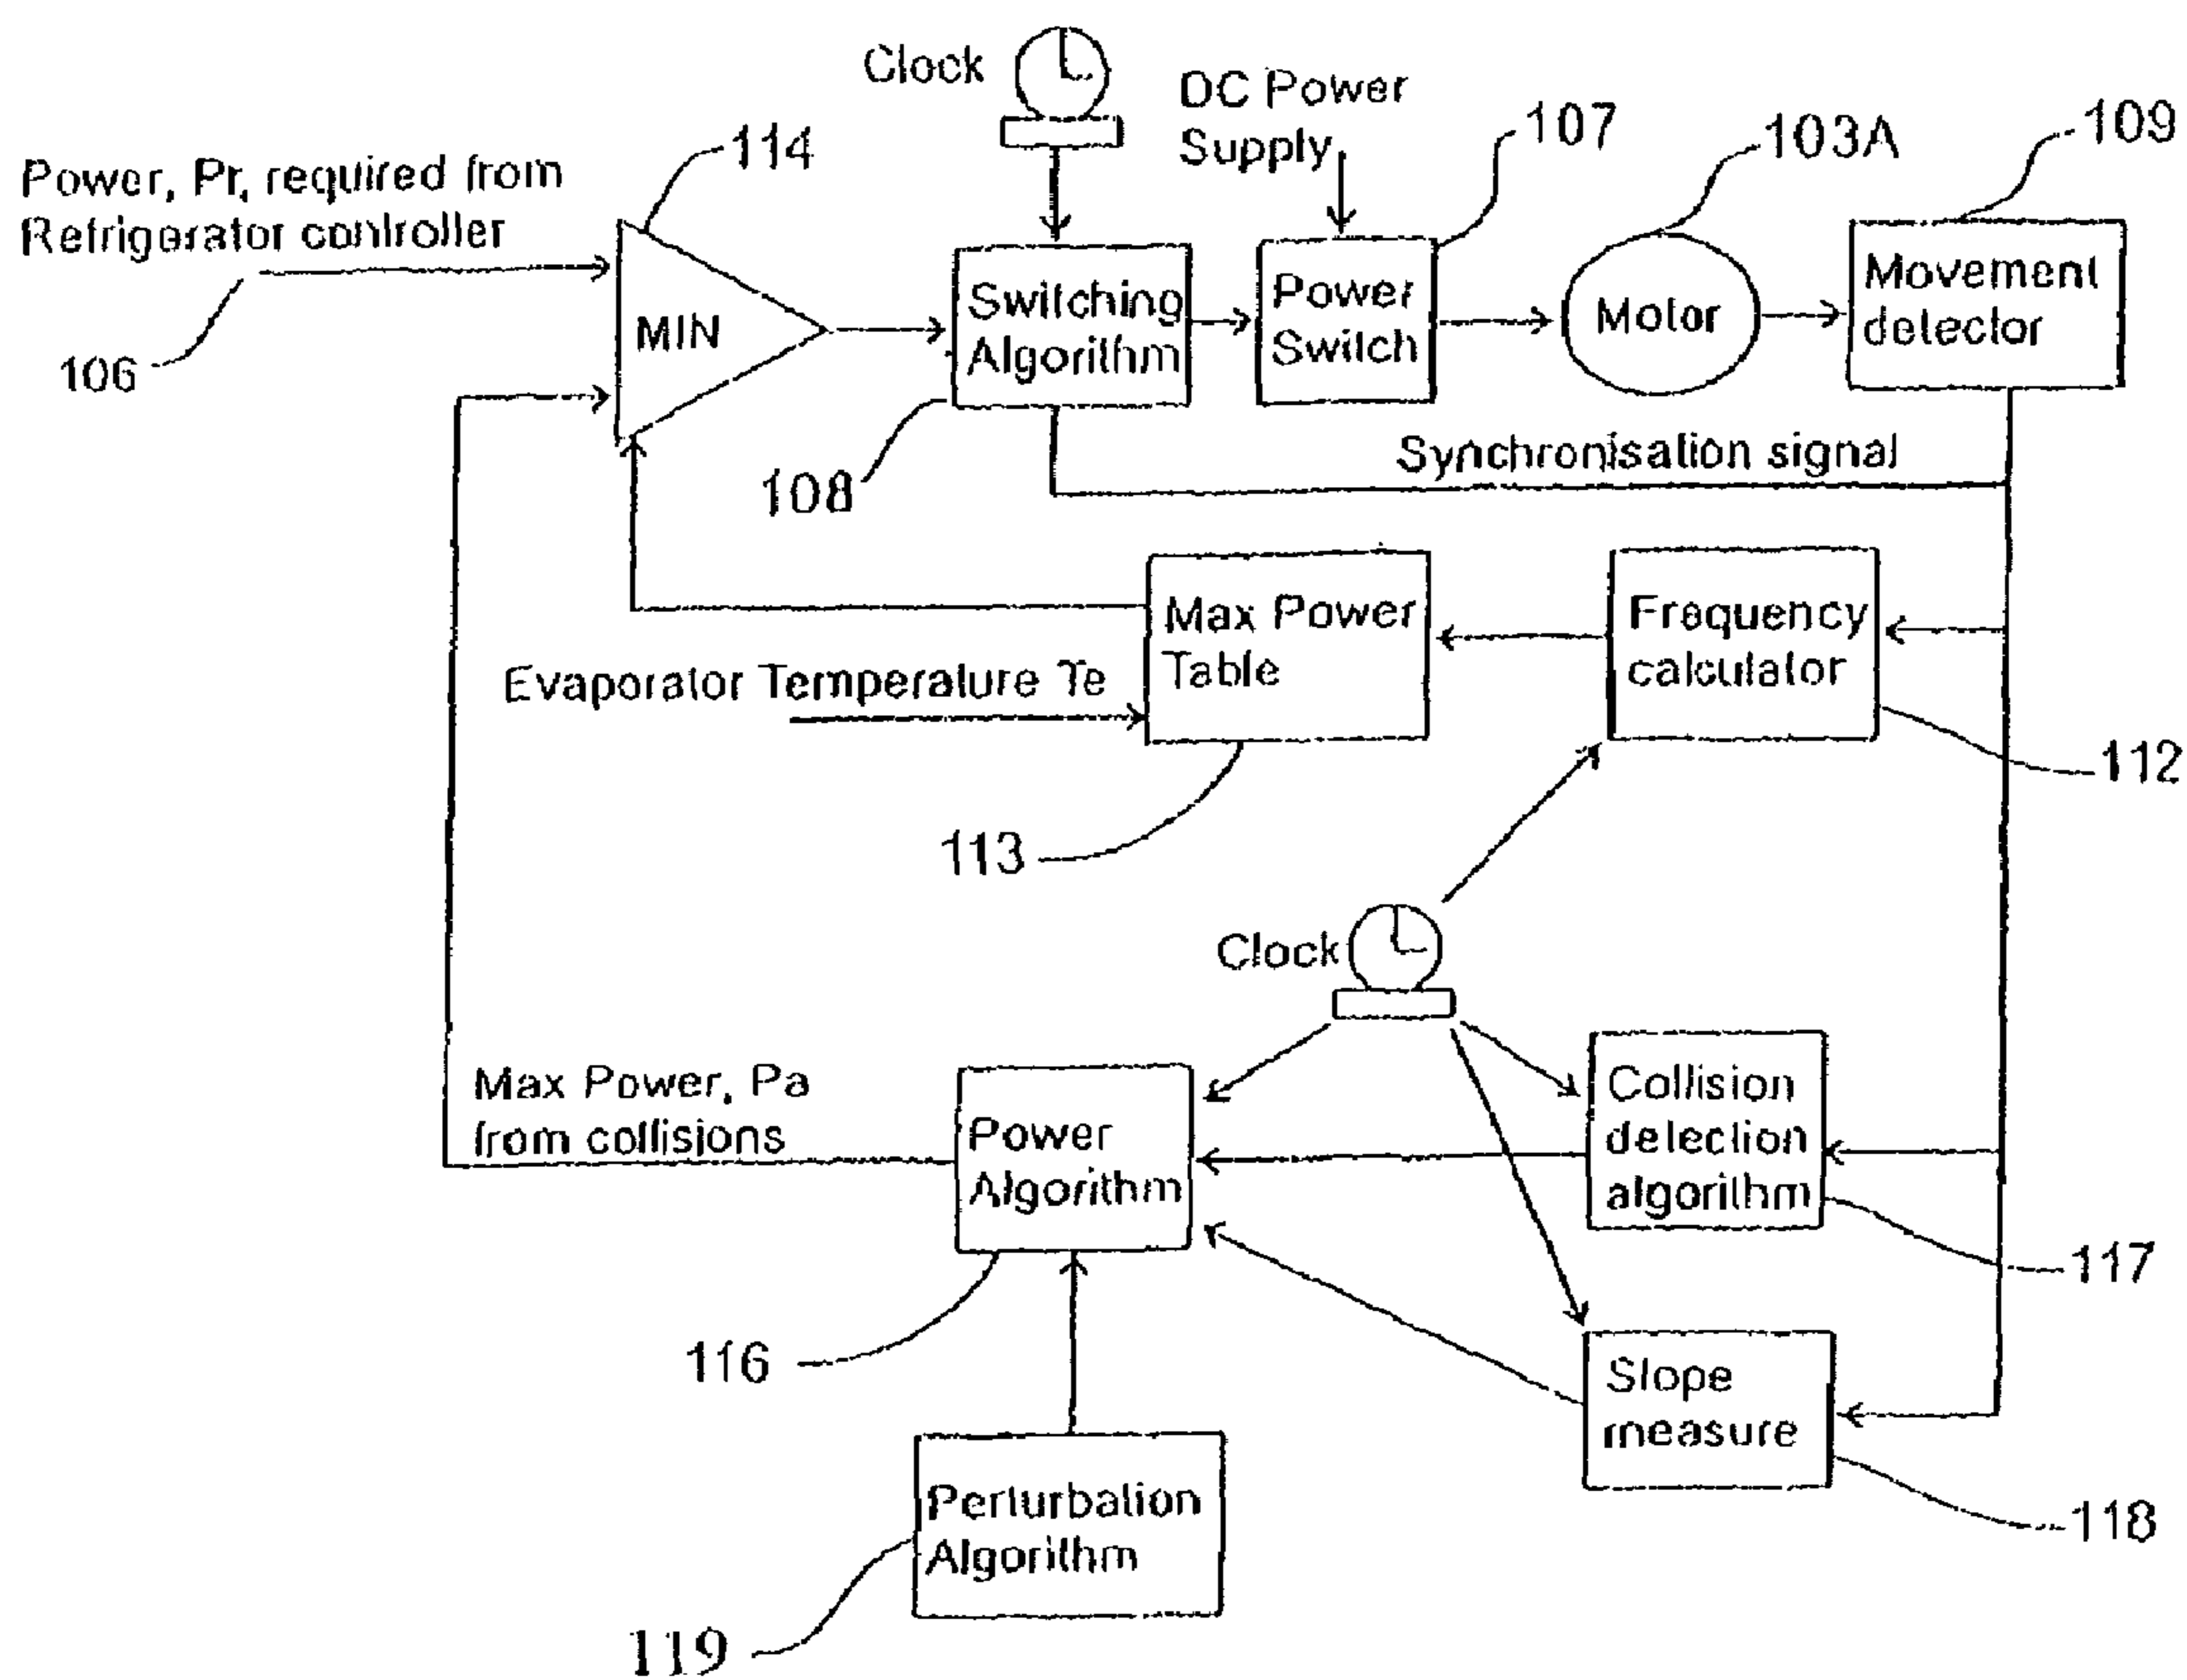 Clock
DC Power
Supply
107
103A
109
114
Power, Pr, required from
Refrigerator controller
106
MIN
Switching
Algorithm
Power
Switch
Motor
Movement
detector
108
Synchronisation signal
Max Power
Table
Frequency
calculator
Evaporator Temperature Te
112
113
Clock
Max Power, Pa
from collisions
Power
Algorithm
Collision
detection
algorithm
117
116
Slope
measure
118
Perturbation
Algorithm
119